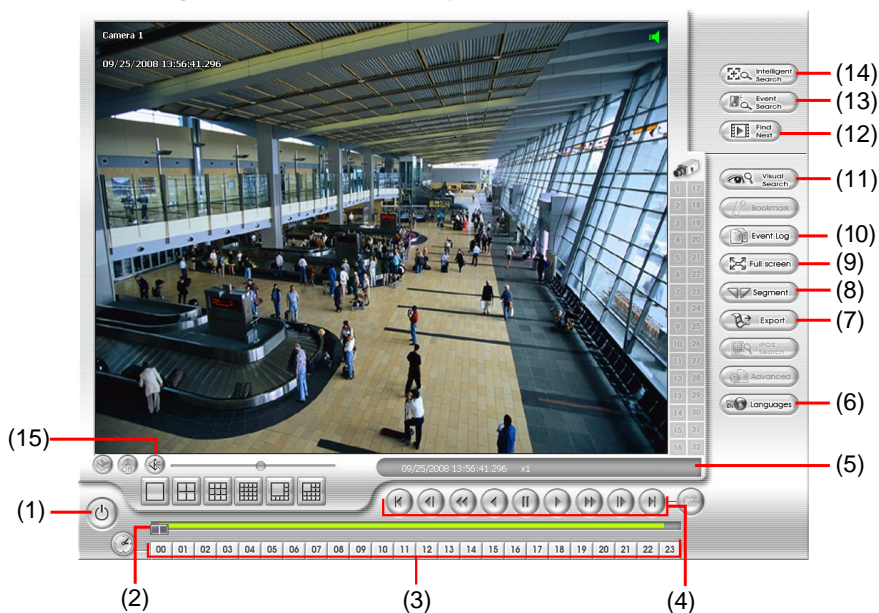 Camera 1
09/25/2008 13:56:41.296
Intelligent Search
(14)
Event Search
(13)
Find Next
(12)
Visual Search
(11)
Bookmark
Event Log
(10)
Full screen
(9)
Segment
(8)
Export
(7)
iPOS Search
Advanced
Languages
(6)
1 17
2 18
3 19
4 20
5 21
6 22
7 23
8 24
9 25
10 26
11 27
12 28
13 29
14 30
15 31
16 32
(15)
09/25/2008 13:56:41.296 x1
(5)
(1)
00 01 02 03 04 05 06 07 08 09 10 11 12 13 14 15 16 17 18 19 20 21 22 23
(2)
(3)
(4)